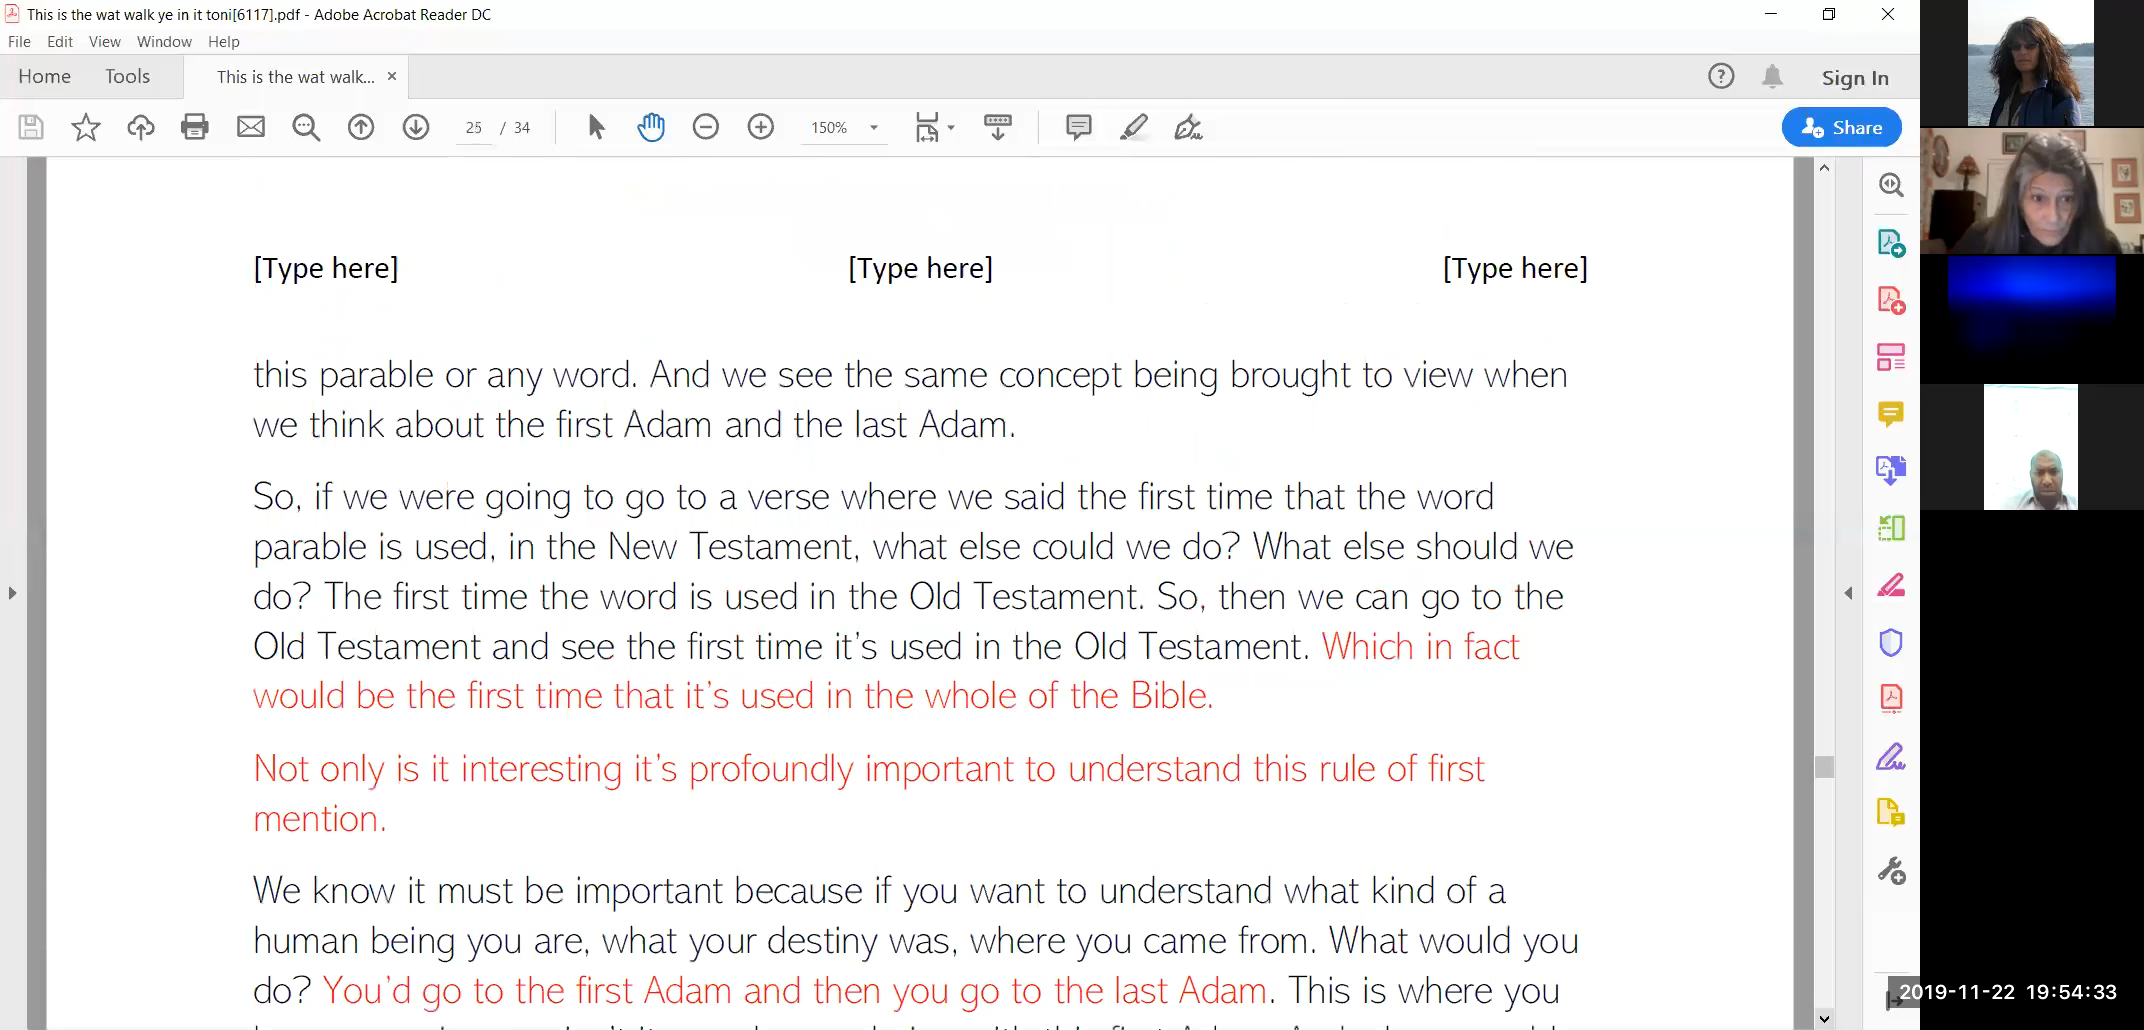 This is the wat walk ye in it toni[6117].pdf - Adobe Acrobat Reader DC
File Edit View Window Help
Home Tools This is the wat walk... × Sign In
25 / 34 150% Share
[Type here] [Type here] [Type here]
this parable or any word. And we see the same concept being brought to view when
we think about the first Adam and the last Adam.
So, if we were going to go to a verse where we said the first time that the word
parable is used, in the New Testament, what else could we do? What else should we
do? The first time the word is used in the Old Testament. So, then we can go to the
Old Testament and see the first time it's used in the Old Testament. Which in fact
would be the first time that it's used in the whole of the Bible.
Not only is it interesting it's profoundly important to understand this rule of first
mention.
We know it must be important because if you want to understand what kind of a
human being you are, what your destiny was, where you came from. What would you
do? You'd go to the first Adam and then you go to the last Adam. This is where you
2019-11-22 19:54:33